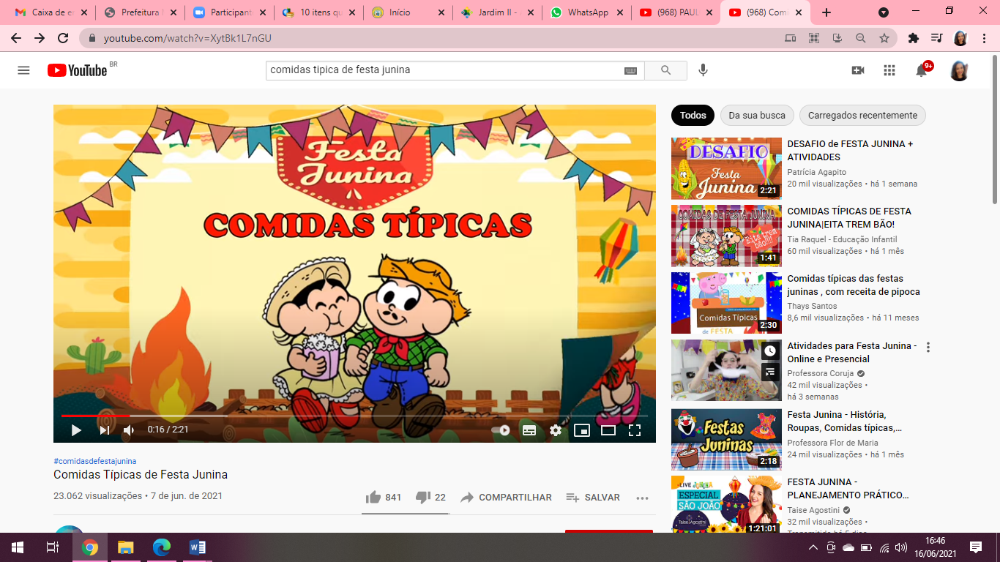 Caixa de e
Prefeitura
Participant
10 itens qu
Início
Jardim II -
WhatsApp
(968) PAUL
(968) Com
youtube.com/watch?v=XytBk1L7nGU
YouTube BR
comidas tipica de festa junina
9+
Festa
Junina
COMIDAS TÍPICAS
0:16 / 2:21
#comidasdefestajunina
Comidas Típicas de Festa Junina
23.062 visualizações • 7 de jun. de 2021
841
22
COMPARTILHAR
SALVAR
Todos
Da sua busca
Carregados recentemente
DESAFIO
Festa
Junina
2:21
DESAFIO de FESTA JUNINA +
ATIVIDADES
Patrícia Agapito
20 mil visualizações • há 1 semana
COMIDAS DE FESTA JUNINA
Eita trem
bão!!!
1:41
COMIDAS TÍPICAS DE FESTA
JUNINA|EITA TREM BÃO!
Tia Raquel - Educação Infantil
60 mil visualizações • há 1 mês
Comidas Típicas
de FESTA
2:30
Comidas típicas das festas
juninas , com receita de pipoca
Thays Santos
8,6 mil visualizações • há 11 meses
Atividades para Festa Junina -
Online e Presencial
Professora Coruja
42 mil visualizações •
há 3 semanas
Festas
Juninas
2:18
Festa Junina - História,
Roupas, Comidas típicas,...
Professora Flor de Maria
24 mil visualizações • há 1 mês
LIVE JUNINA
ESPECIAL
SÃO JOÃO
Taise Agostini
1:21:01
FESTA JUNINA -
PLANEJAMENTO PRÁTICO...
Taise Agostini
32 mil visualizações •
16:46
16/06/2021